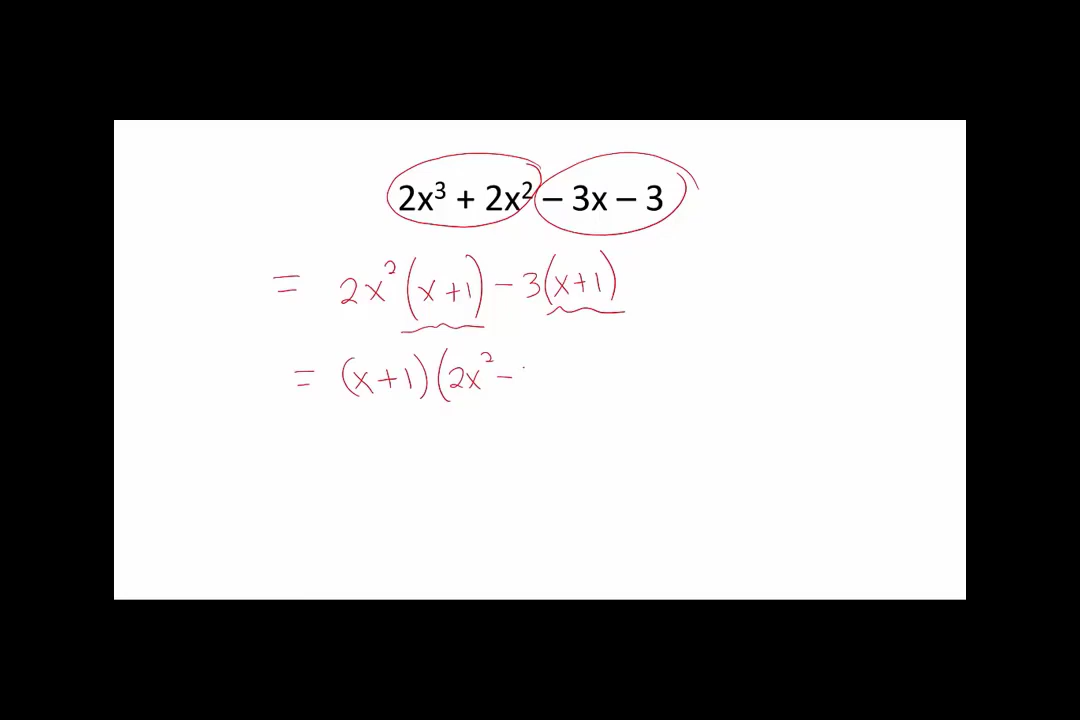 2x³ + 2x² – 3x – 3
= 2x² (x+1) – 3(x+1)
= (x+1)(2x² –